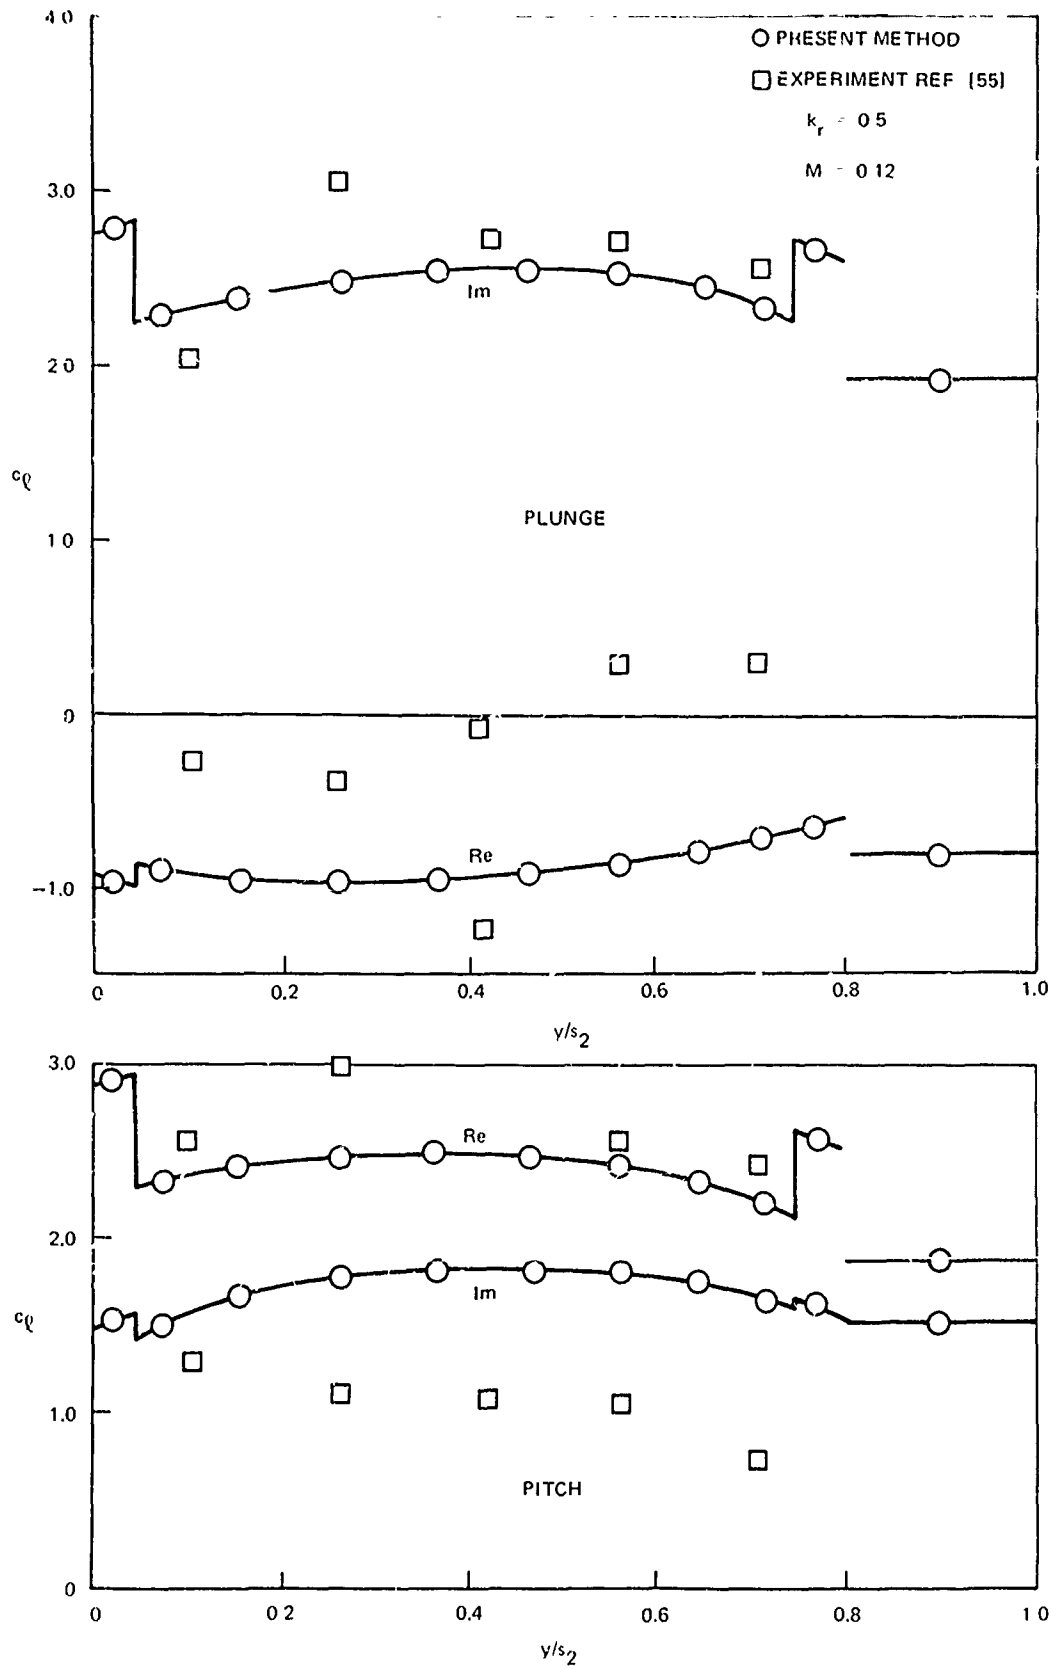 4 0
○ PRESENT METHOD
□ EXPERIMENT REF [55]
k_r = 0 5
M = 0 12
3.0
Im
2 0
c_ℓ
PLUNGE
1 0
0
Re
-1.0
0 0.2 0.4 0.6 0.8 1.0
y/s_2
3.0
Re
2.0
Im
c_ℓ
1.0
PITCH
0
0 0 2 0.4 0.6 0.8 1 0
y/s_2